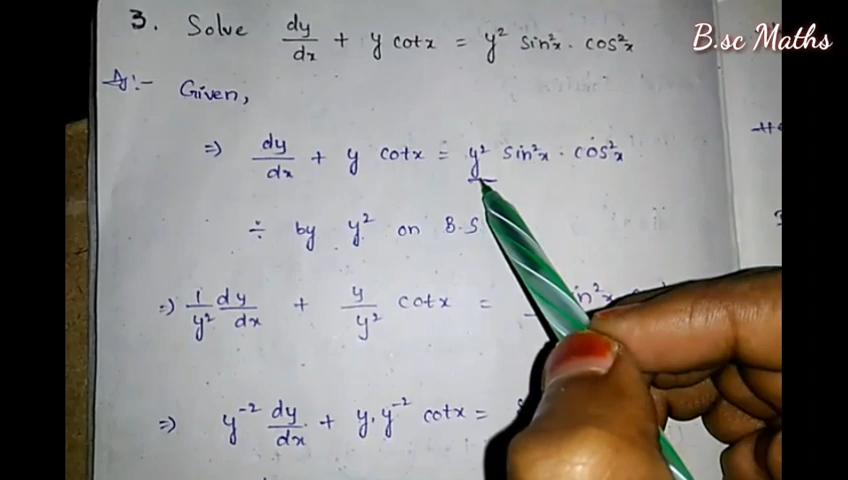 3. Solve dy/dx + y cotx = y² sin²x · cos²x
B.sc Maths
A:- Given,
⇒ dy/dx + y cotx = y² sin²x · cos²x
÷ by y² on B.S
⇒ 1/y² dy/dx + y/y² cotx = in²x
⇒ y⁻² dy/dx + y.y⁻² cotx =